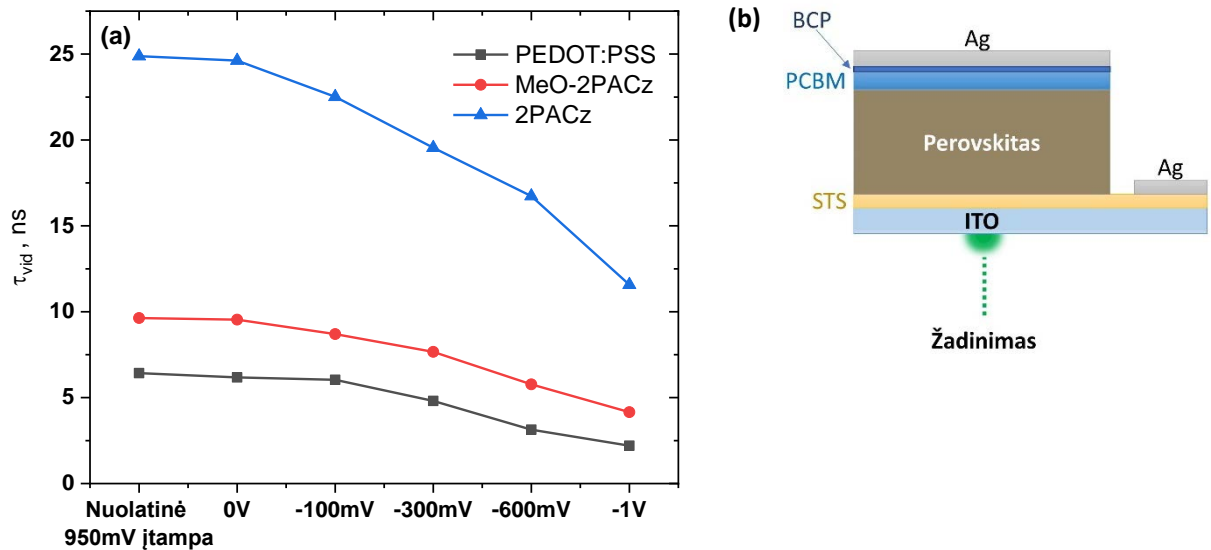 (a)
PEDOT:PSS
MeO-2PACz
2PACz
25
20
15
10
5
0
τvid , ns
Nuolatinė 0V -100mV -300mV -600mV -1V
950mV įtampa
(b)
BCP
Ag
PCBM
Perovskitas
Ag
STS
ITO
Žadinimas